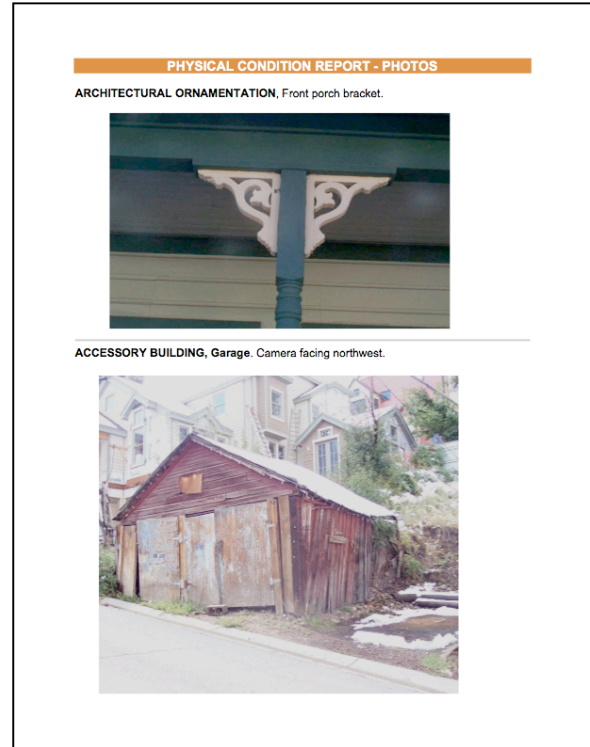 PHYSICAL CONDITION REPORT - PHOTOS
ARCHITECTURAL ORNAMENTATION, Front porch bracket.
ACCESSORY BUILDING, Garage. Camera facing northwest.